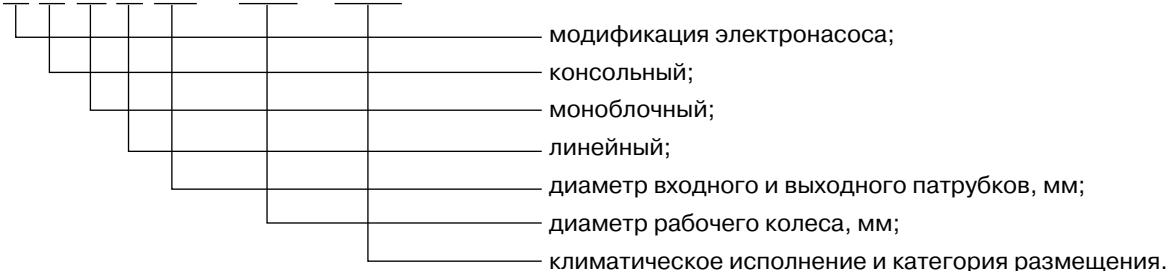 модификация электронасоса;
консольный;
моноблочный;
линейный;
диаметр входного и выходного патрубков, мм;
диаметр рабочего колеса, мм;
климатическое исполнение и категория размещения.